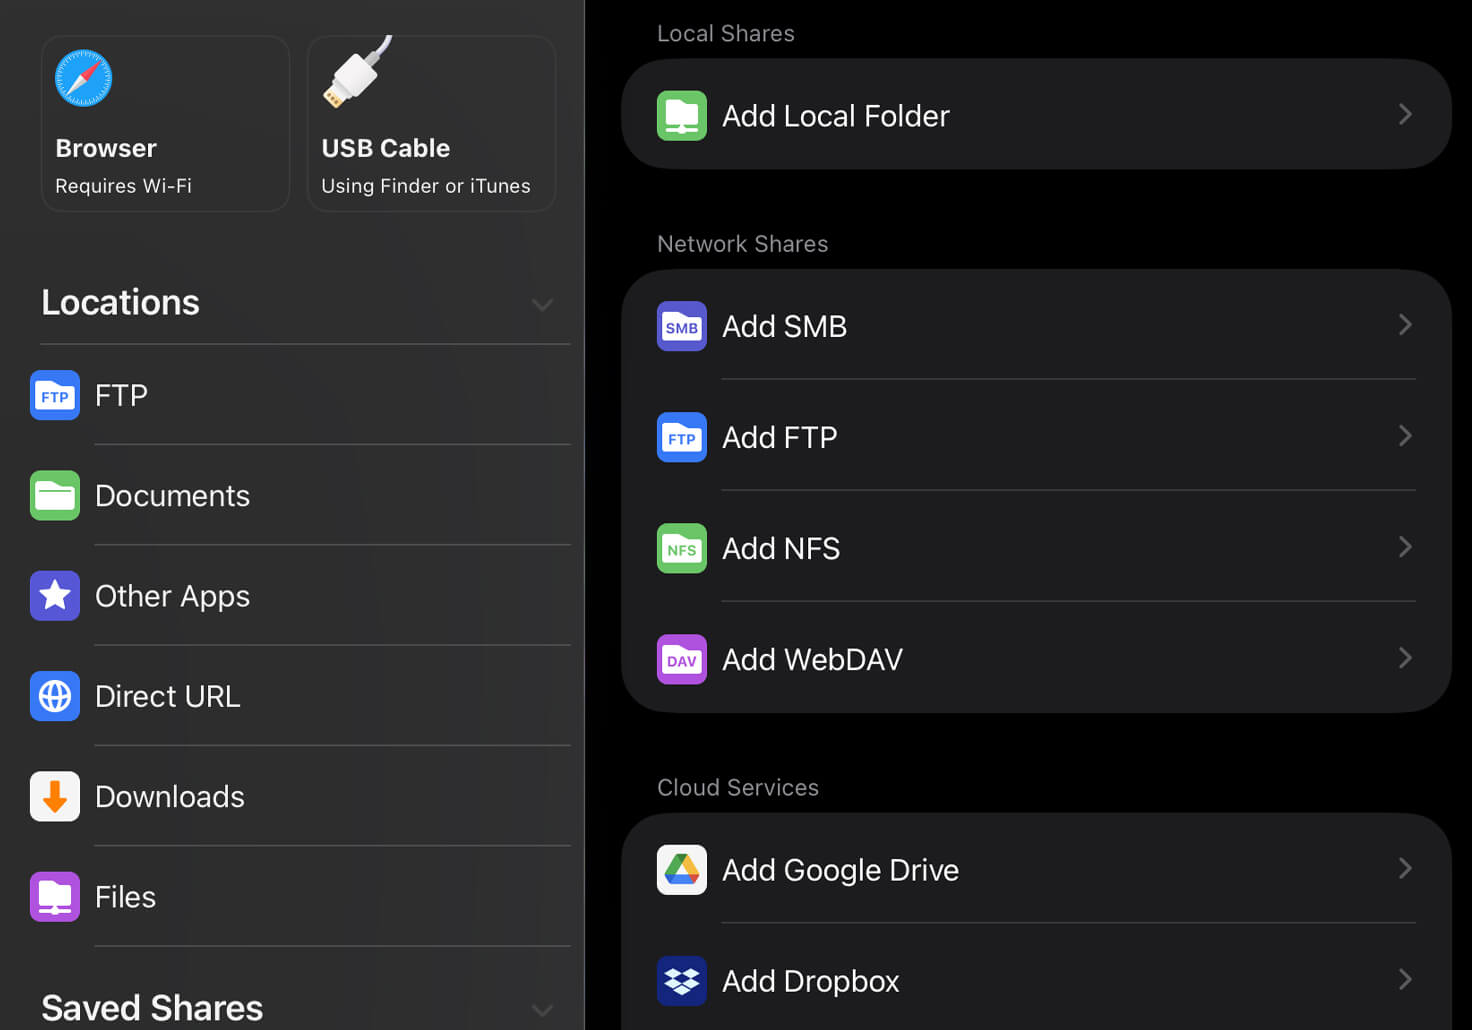 Browser
Requires Wi-Fi
USB Cable
Using Finder or iTunes
Locations
FTP
FTP
Documents
Other Apps
Direct URL
Downloads
Files
Saved Shares
Local Shares
Add Local Folder
Network Shares
SMB
Add SMB
FTP
Add FTP
NFS
Add NFS
DAV
Add WebDAV
Cloud Services
Add Google Drive
Add Dropbox